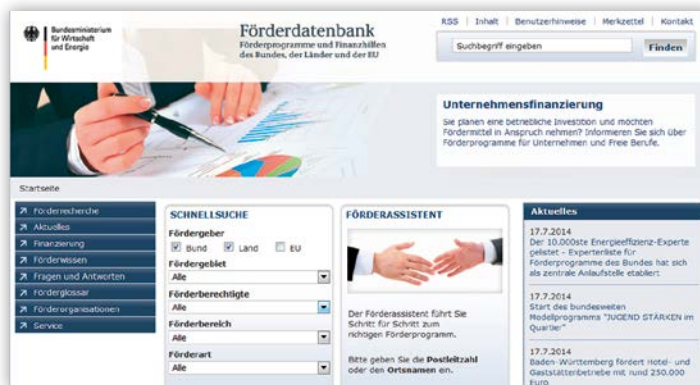 RSS | Inhalt | Benutzerhinweise | Merkzettel | Kontakt
Bundesministerium
für Wirtschaft
und Energie
Förderdatenbank
Förderprogramme und Finanzhilfen
des Bundes, der Länder und der EU
Suchbegriff eingeben
Finden
Unternehmensfinanzierung
Sie planen eine betriebliche Investition und möchten
Fördermittel in Anspruch nehmen? Informieren Sie sich über
Förderprogramme für Unternehmen und Freie Berufe.
Startseite
Förderrecherche
Aktuelles
Finanzierung
Förderwissen
Fragen und Antworten
Förderglossar
Förderorganisationen
Service
SCHNELLSUCHE
Fördergeber
Bund Land EU
Fördergebiet
Alle
Förderberechtigte
Alle
Förderbereich
Alle
Förderart
Alle
FÖRDERASSISTENT
Der Förderassistent führt Sie
Schritt für Schritt zum
richtigen Förderprogramm.
Bitte geben Sie die Postleitzahl
oder den Ortsnamen ein.
Aktuelles
17.7.2014
Der 10.000ste Energieeffizienz-Experte
gelistet – Expertenliste für
Förderprogramme des Bundes hat sich
als zentrale Anlaufstelle etabliert
17.7.2014
Start des bundesweiten
Modellprogramms "JUGEND STÄRKEN im
Quartier"
17.7.2014
Baden-Württemberg fördert Hotel- und
Gaststättenbetriebe mit rund 250.000
Euro